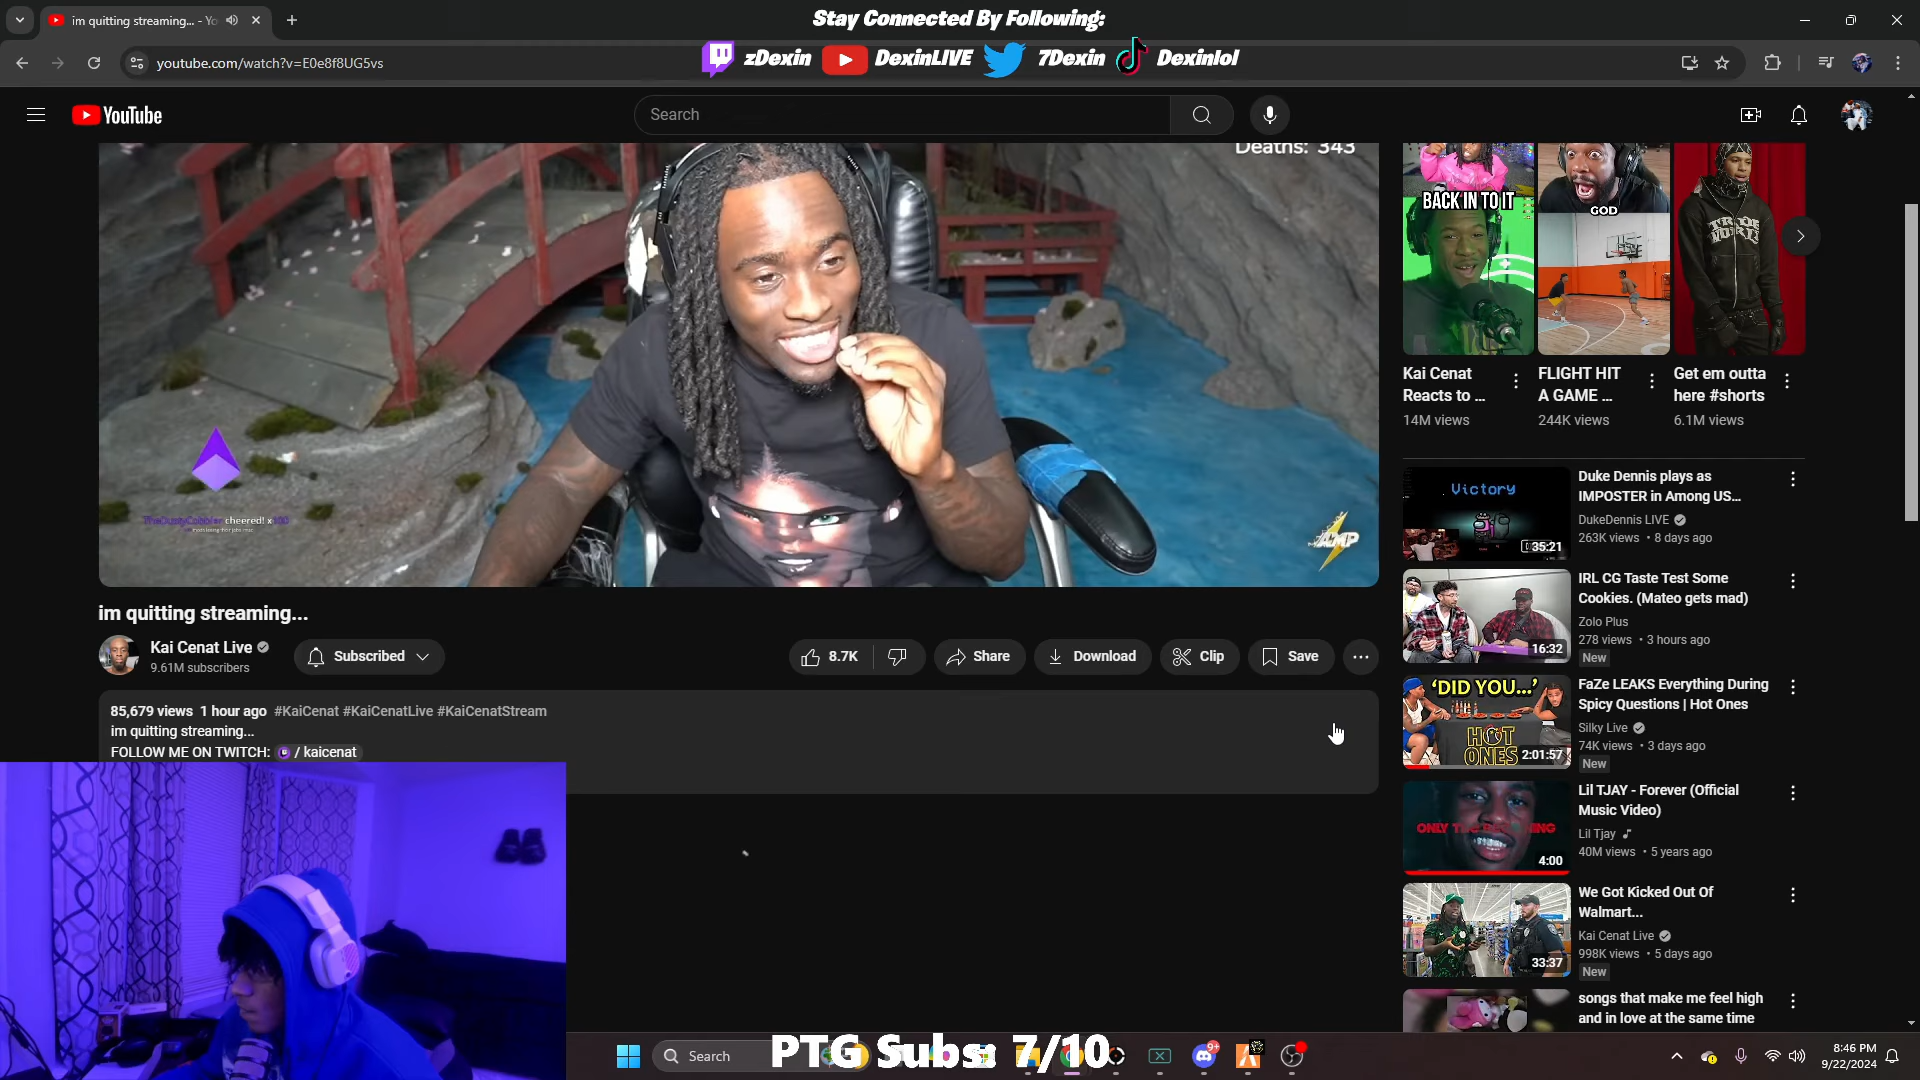 im quitting streaming... - Yo
Stay Connected By Following:
youtube.com/watch?v=E0e8f8UG5vs
zDexin
DexinLIVE
7Dexin
Dexinlol
YouTube
Search
Deaths: 343
cheered! x100
AMP
im quitting streaming...
Kai Cenat Live
9.61M subscribers
Subscribed
8.7K
Share
Download
Clip
Save
85,679 views 1 hour ago #KaiCenat #KaiCenatLive #KaiCenatStream
im quitting streaming...
FOLLOW ME ON TWITCH: / kaicenat
BACK IN TO IT
GOD
Kai Cenat
Reacts to ...
14M views
FLIGHT HIT
A GAME ...
244K views
Get em outta
here #shorts
6.1M views
Victory
35:21
Duke Dennis plays as
IMPOSTER in Among US...
DukeDennis LIVE
263K views • 8 days ago
16:32
IRL CG Taste Test Some
Cookies. (Mateo gets mad)
Zolo Plus
278 views • 3 hours ago
New
'DID YOU...'
HOT
ONES
2:01:57
FaZe LEAKS Everything During
Spicy Questions | Hot Ones
Silky Live
74K views • 3 days ago
New
4:00
Lil TJAY - Forever (Official
Music Video)
Lil Tjay
40M views • 5 years ago
33:37
We Got Kicked Out Of
Walmart...
Kai Cenat Live
998K views • 5 days ago
New
songs that make me feel high
and in love at the same time
Search
PTG Subs: 7/10
9+
8:46 PM
9/22/2024